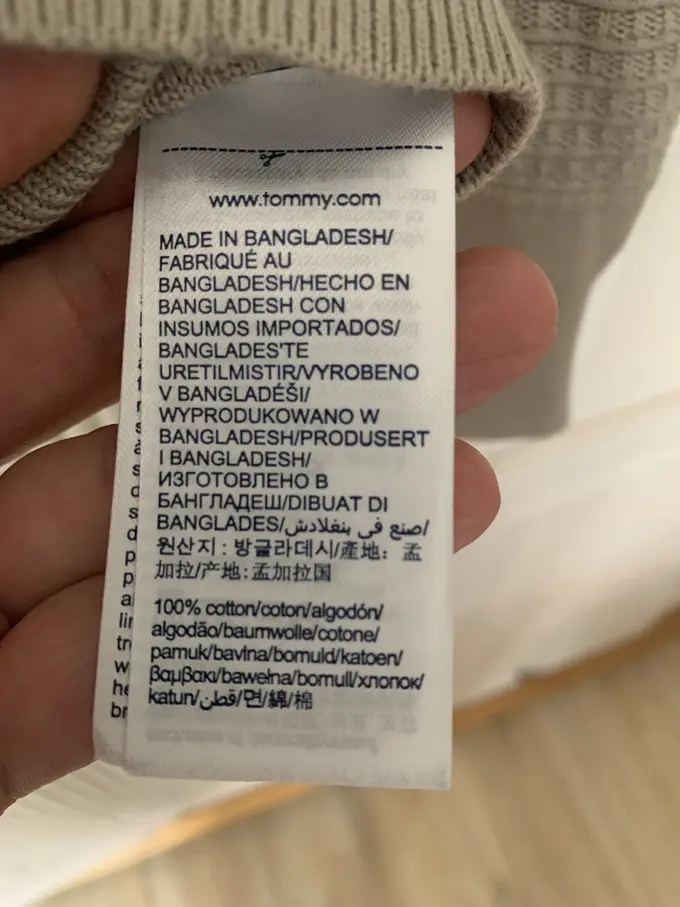 www.tommy.com
MADE IN BANGLADESH/
FABRIQUÉ AU
BANGLADESH/HECHO EN
BANGLADESH CON
INSUMOS IMPORTADOS/
BANGLADES'TE
URETILMISTIR/VYROBENO
V BANGLADÉŠI/
WYPRODUKOWANO W
BANGLADESH/PRODUSERT
I BANGLADESH/
ИЗГОТОВЛЕНО В
БАНГЛАДЕШ/DIBUAT DI
BANGLADES/صنع في بنغلادش/
원산지 : 방글라데시/產地: 孟
加拉/产地:孟加拉国
100% cotton/coton/algodón/
algodão/baumwolle/cotone/
pamuk/bavlna/bomuld/katoen/
βαμβακι/bawełna/bomull/хлопок/
katun/قطن/면/綿/棉